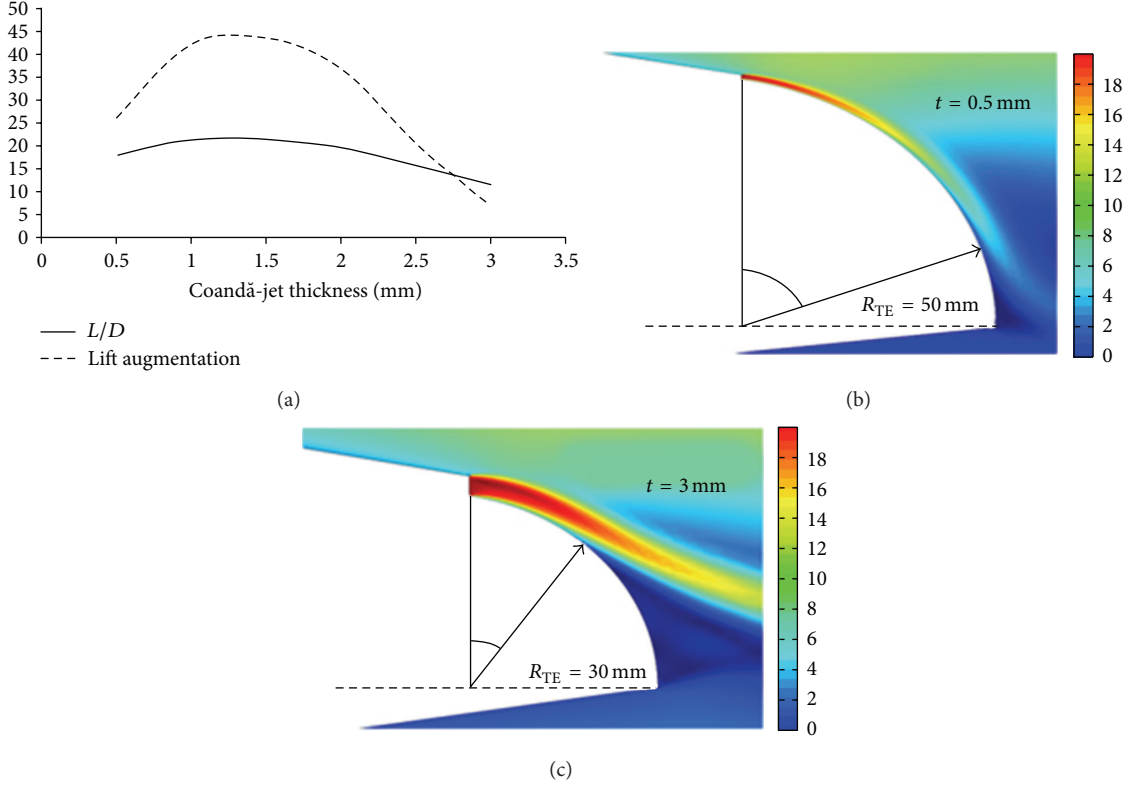 50
45
40
35
30
25
20
15
10
5
0
0 0.5 1 1.5 2 2.5 3 3.5
Coandă-jet thickness (mm)
L/D
Lift augmentation
(a)
t = 0.5 mm
R_TE = 50 mm
18
16
14
12
10
8
6
4
2
0
(b)
t = 3 mm
R_TE = 30 mm
18
16
14
12
10
8
6
4
2
0
(c)